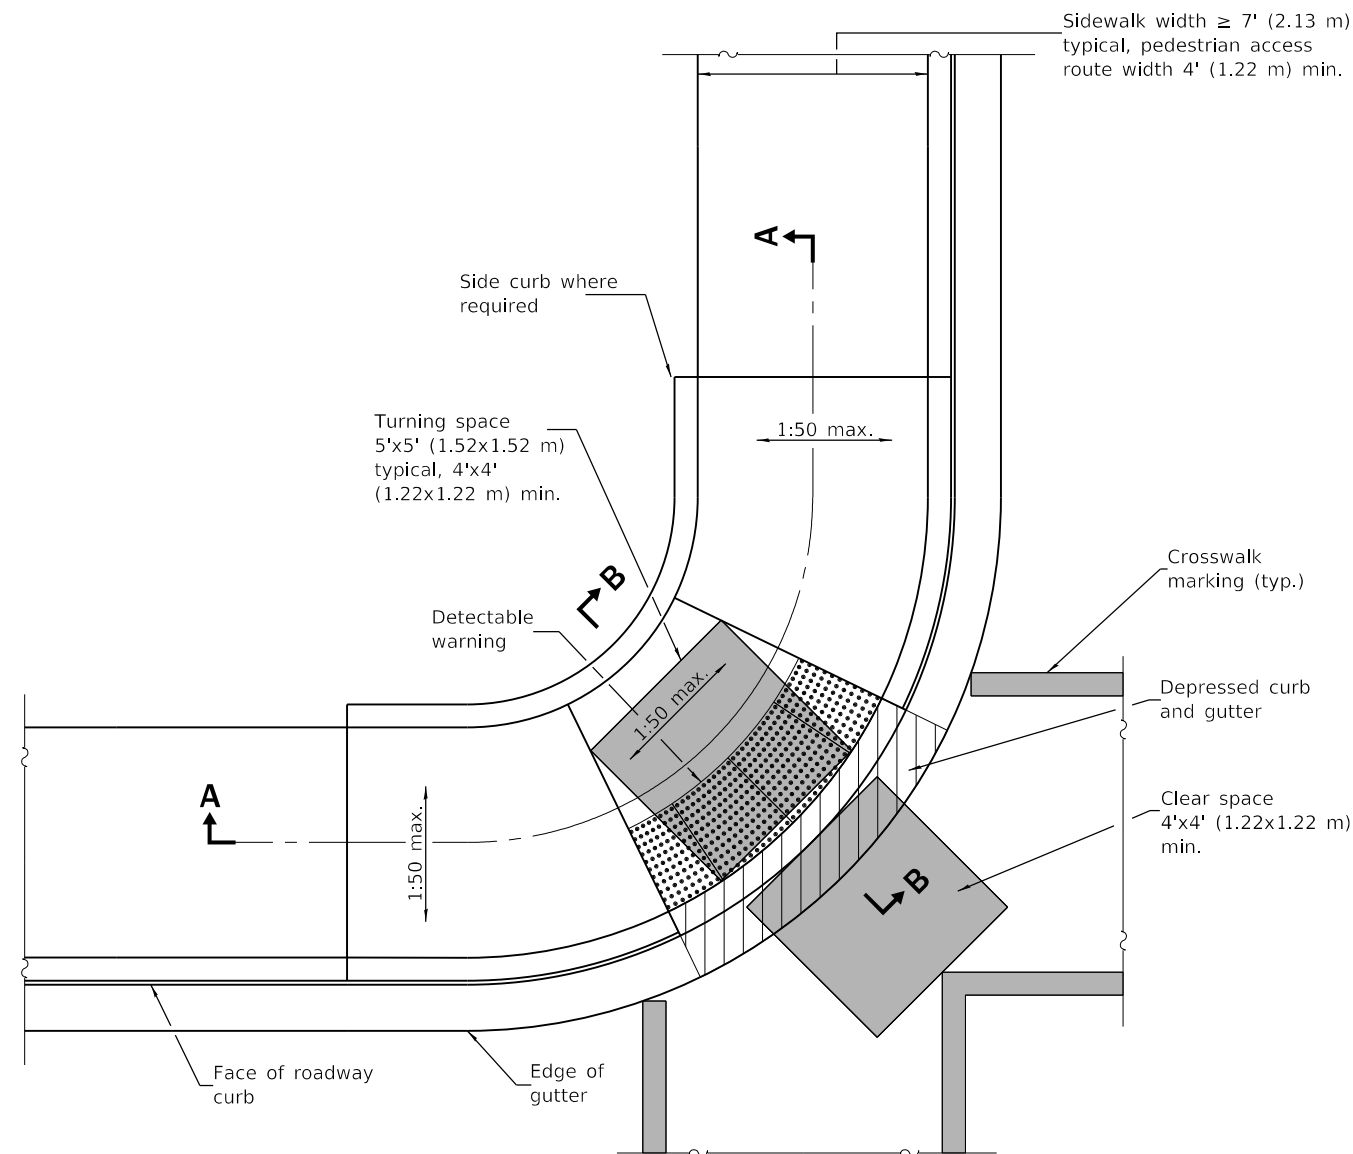 Sidewalk width ≥ 7' (2.13 m)
typical, pedestrian access
route width 4' (1.22 m) min.
A
Side curb where
required
Turning space
5'x5' (1.52x1.52 m)
typical, 4'x4'
(1.22x1.22 m) min.
1:50 max.
Crosswalk
marking (typ.)
B
Detectable
warning
1:50 max.
Depressed curb
and gutter
A
1:50 max.
Clear space
4'x4' (1.22x1.22 m)
min.
B
Face of roadway
curb
Edge of
gutter